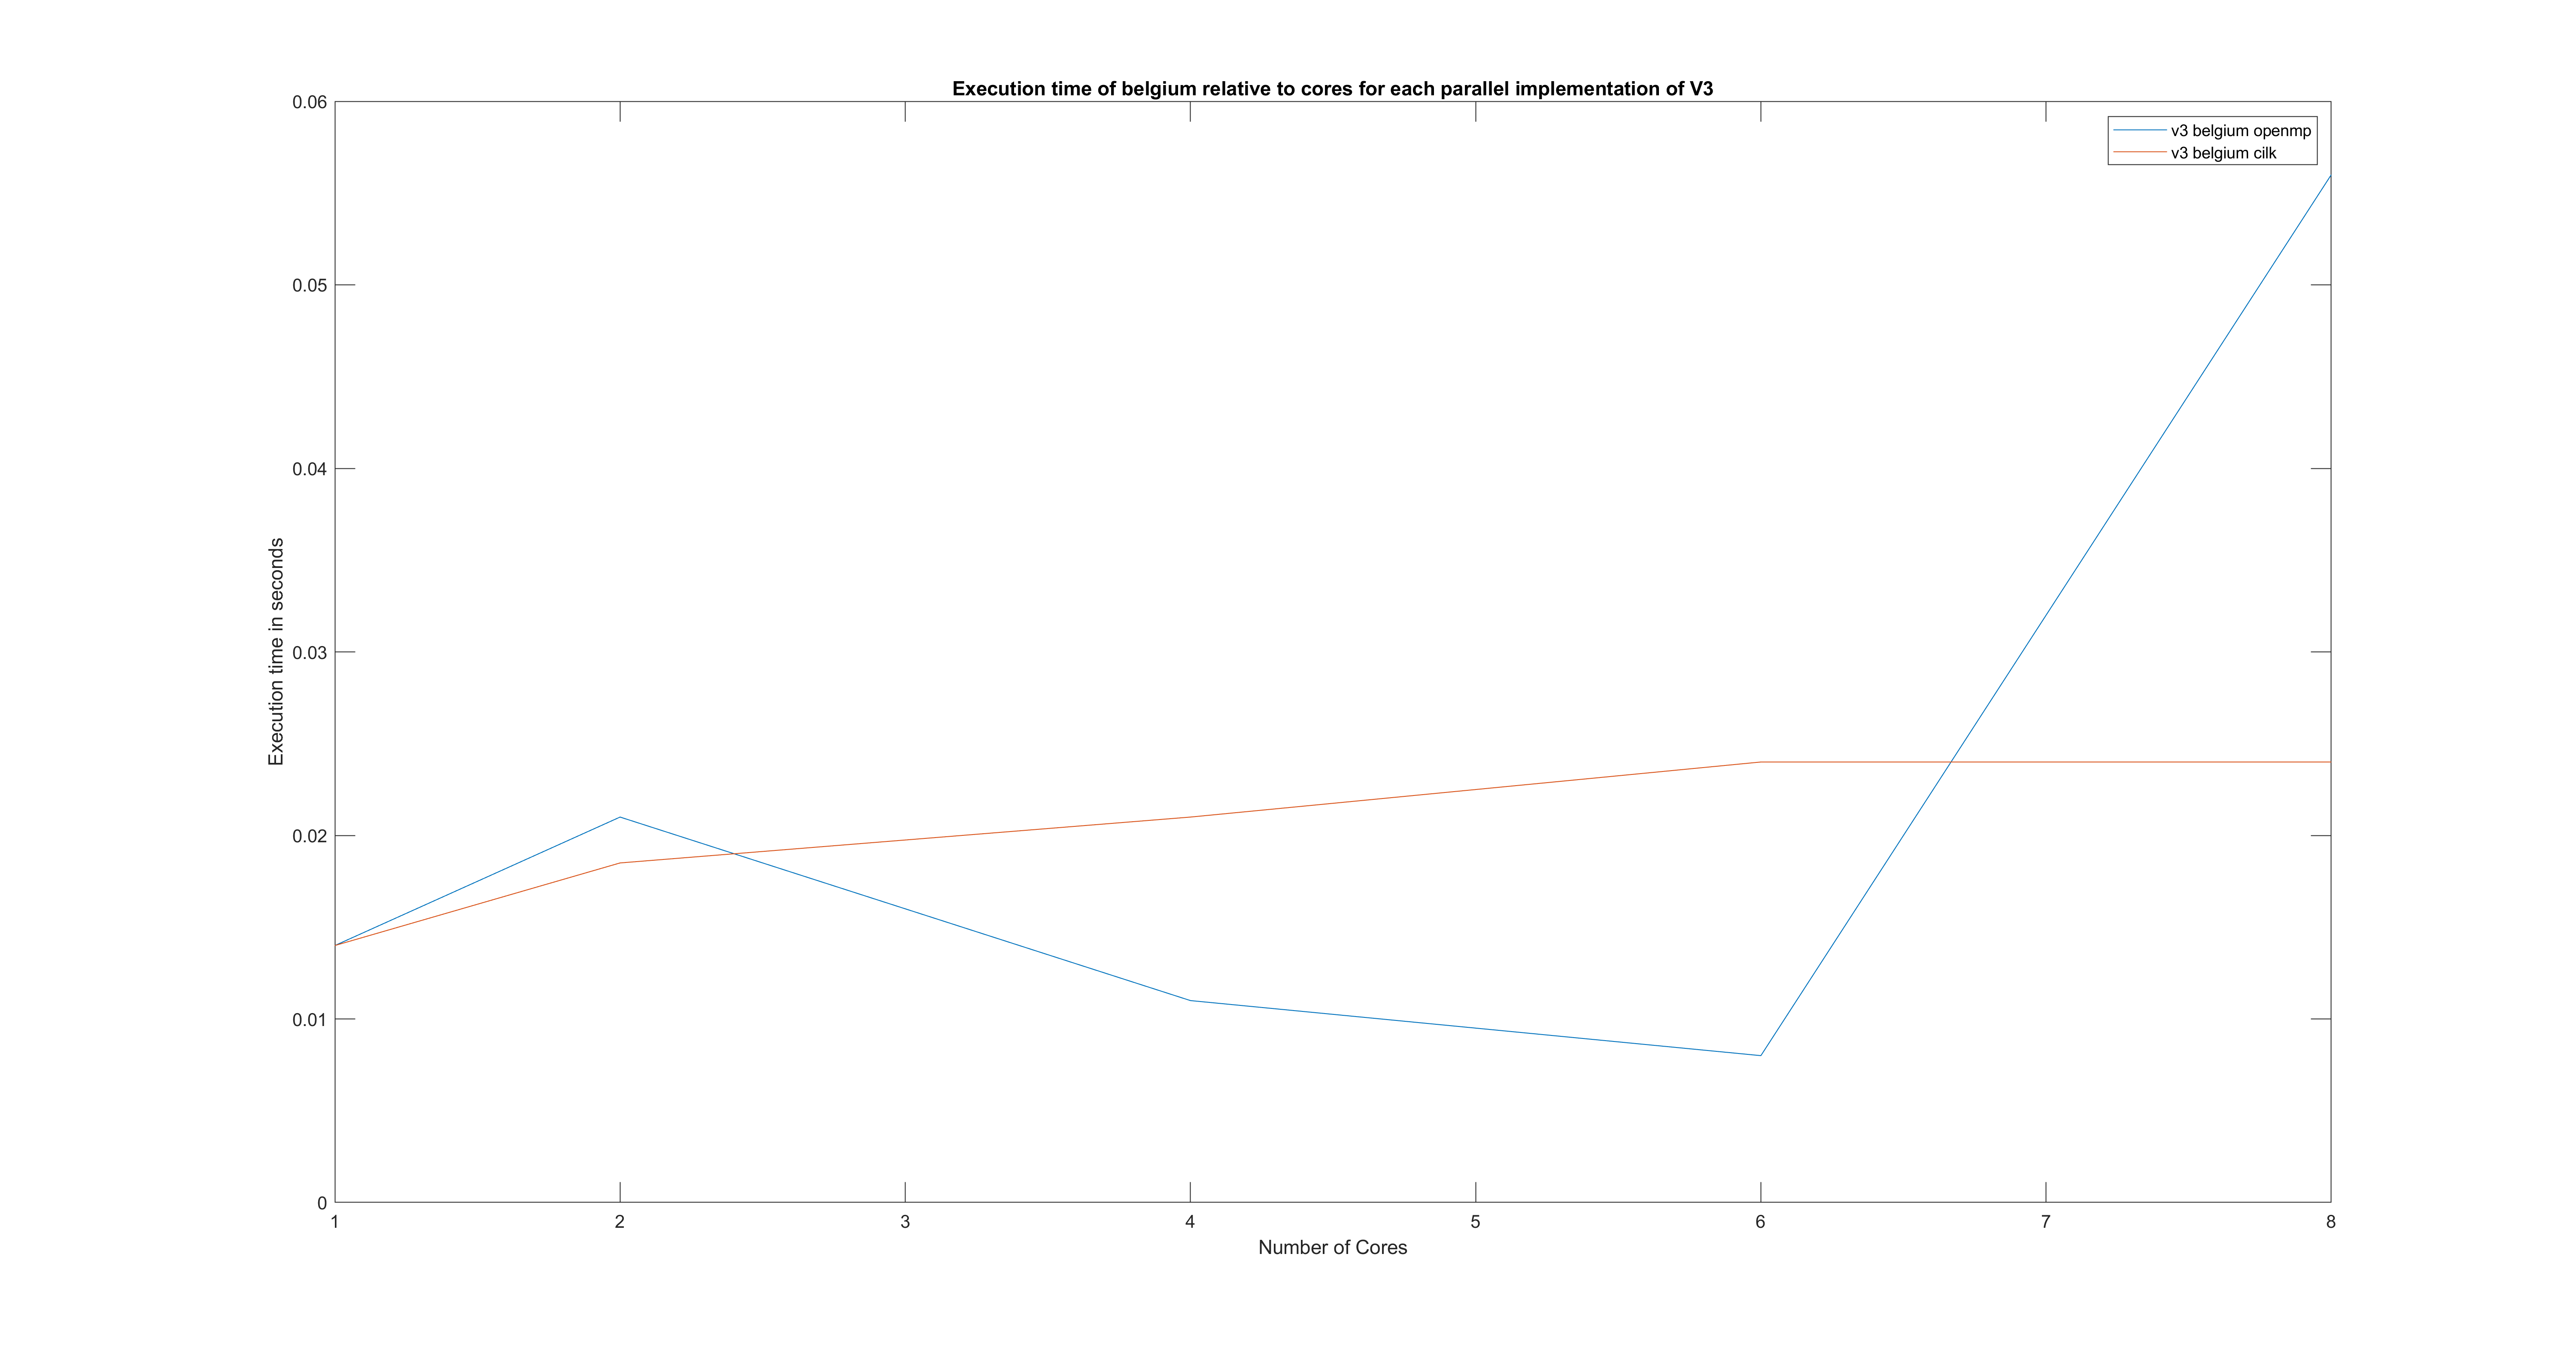 Execution time of belgium relative to cores for each parallel implementation of V3
v3 belgium openmp
v3 belgium cilk
0.06
0.05
0.04
0.03
0.02
0.01
0
Execution time in seconds
1 2 3 4 5 6 7 8
Number of Cores